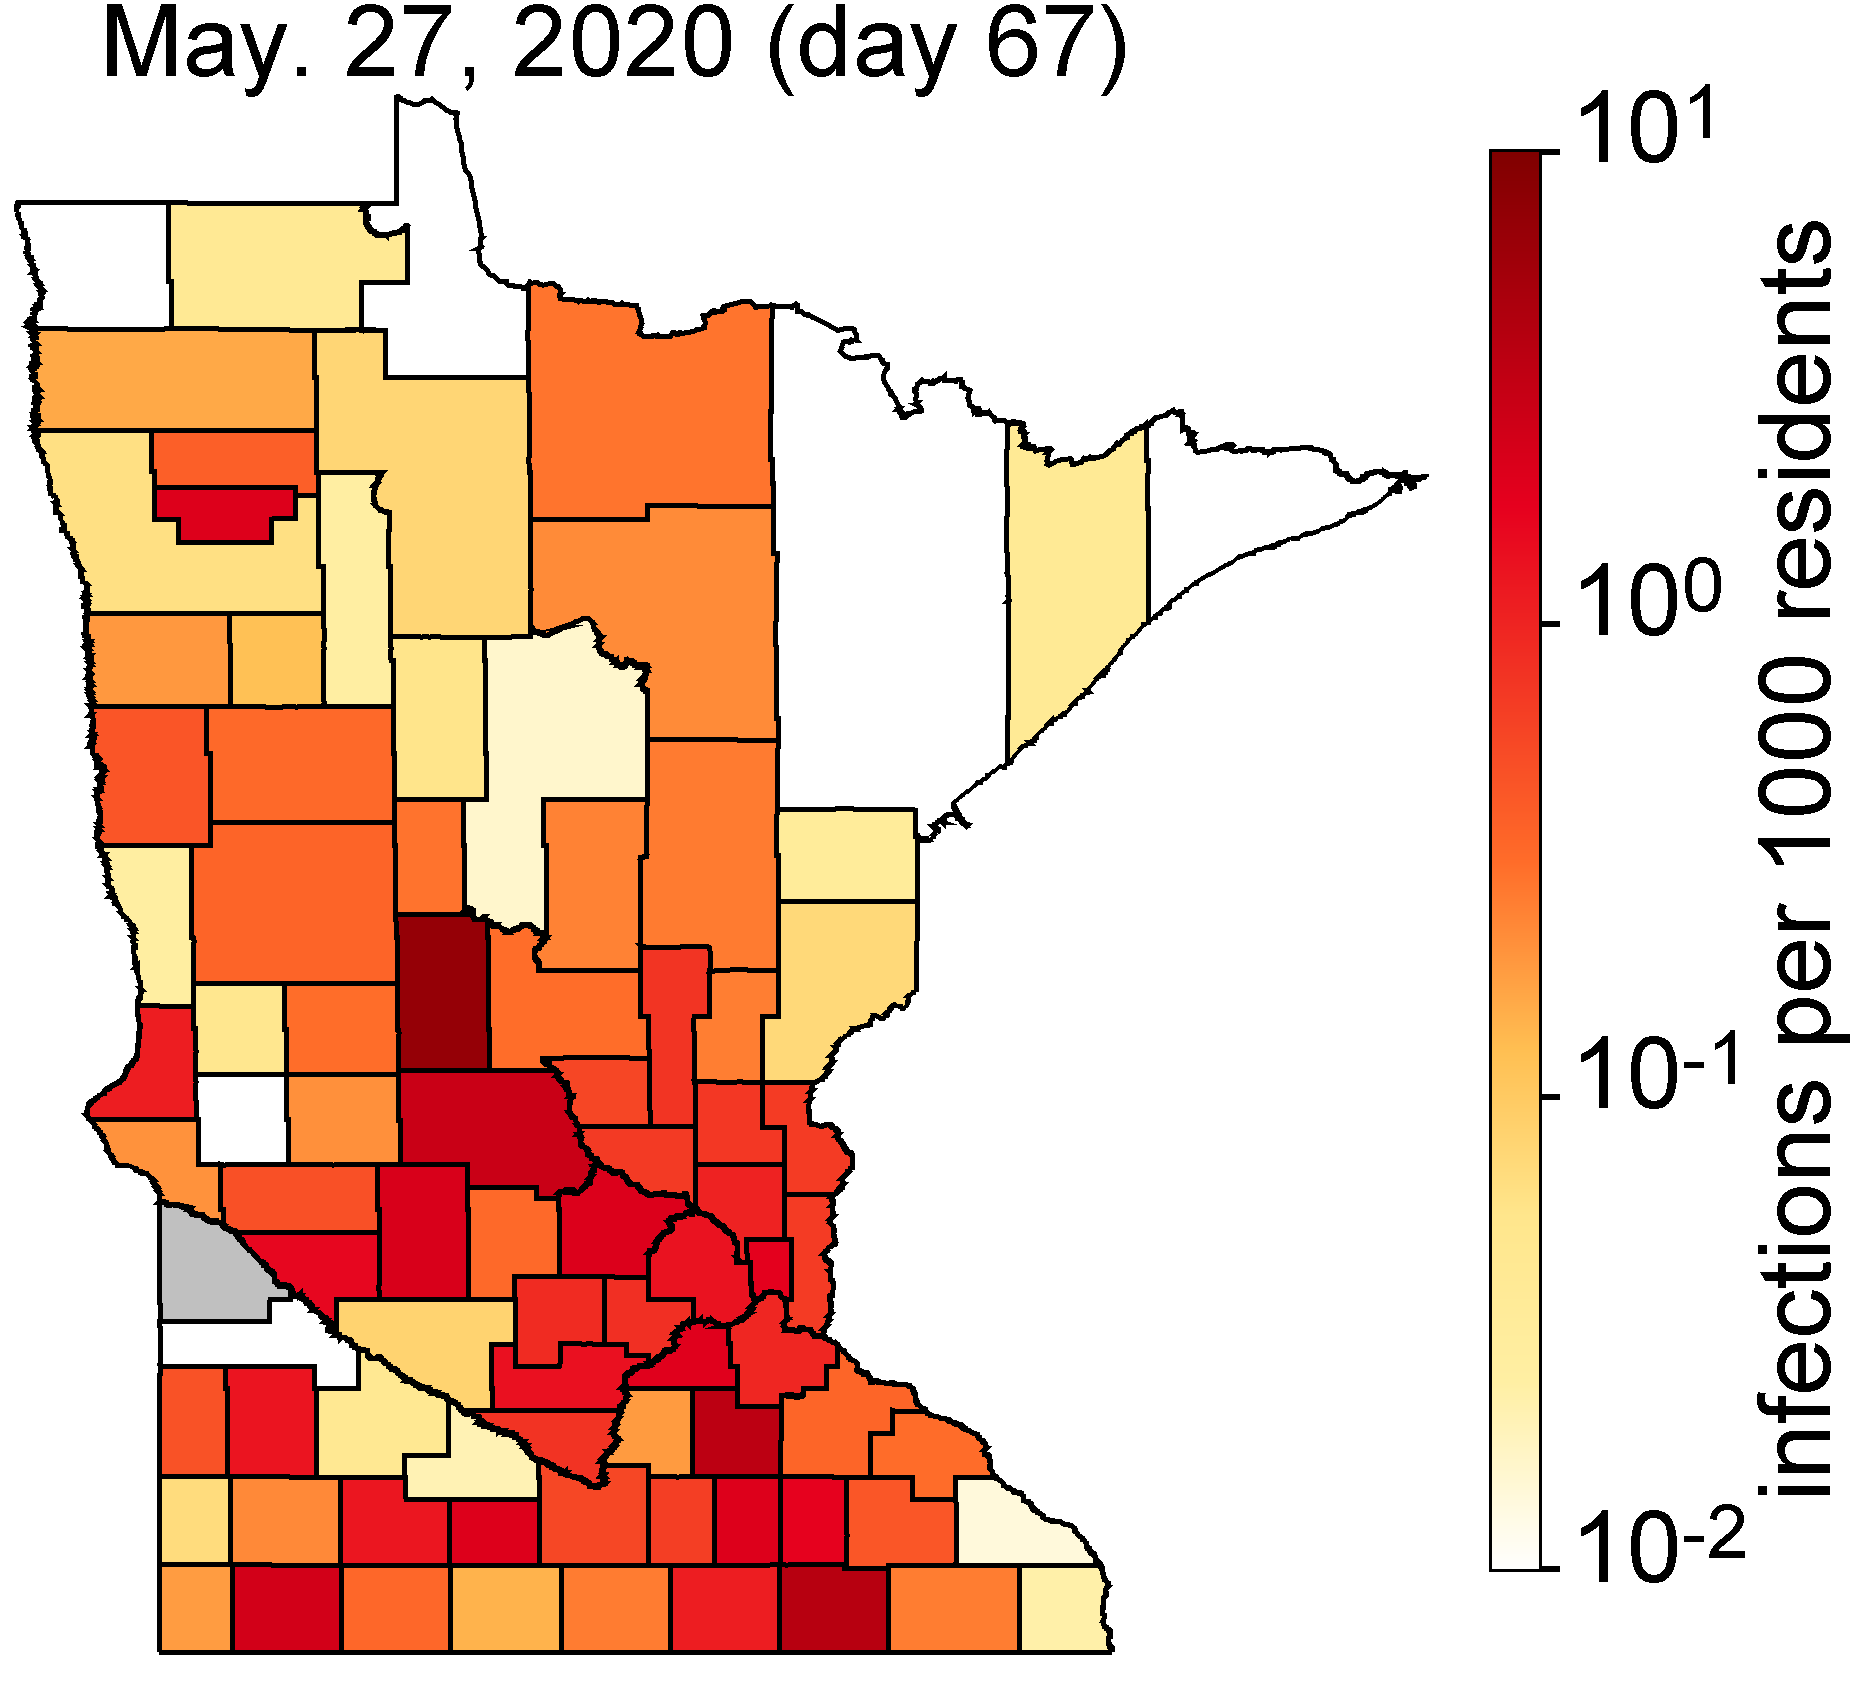 May. 27, 2020 (day 67)
10¹
10⁰
10⁻¹
10⁻²
infections per 1000 residents